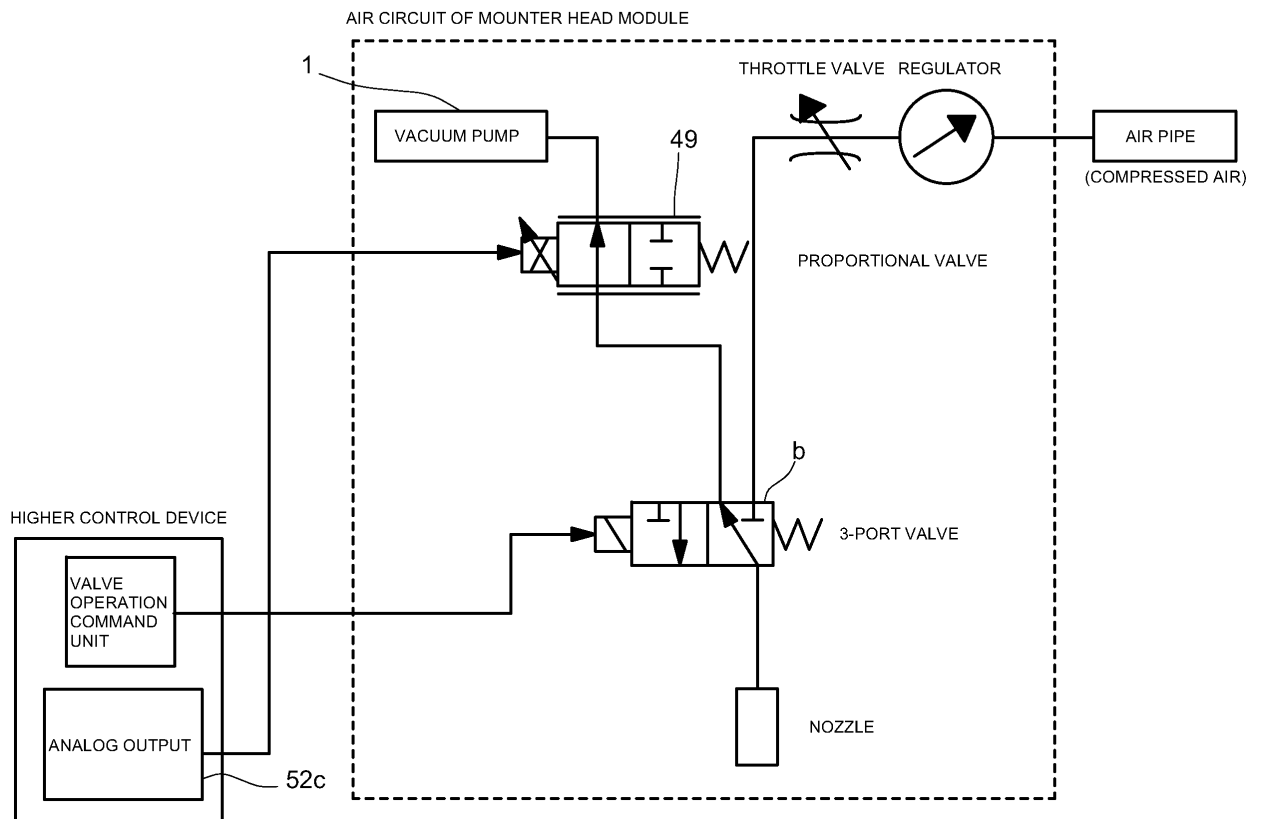 AIR CIRCUIT OF MOUNTER HEAD MODULE
1
THROTTLE VALVE
REGULATOR
VACUUM PUMP
49
AIR PIPE
(COMPRESSED AIR)
PROPORTIONAL VALVE
b
HIGHER CONTROL DEVICE
3-PORT VALVE
VALVE
OPERATION
COMMAND
UNIT
NOZZLE
ANALOG OUTPUT
52c